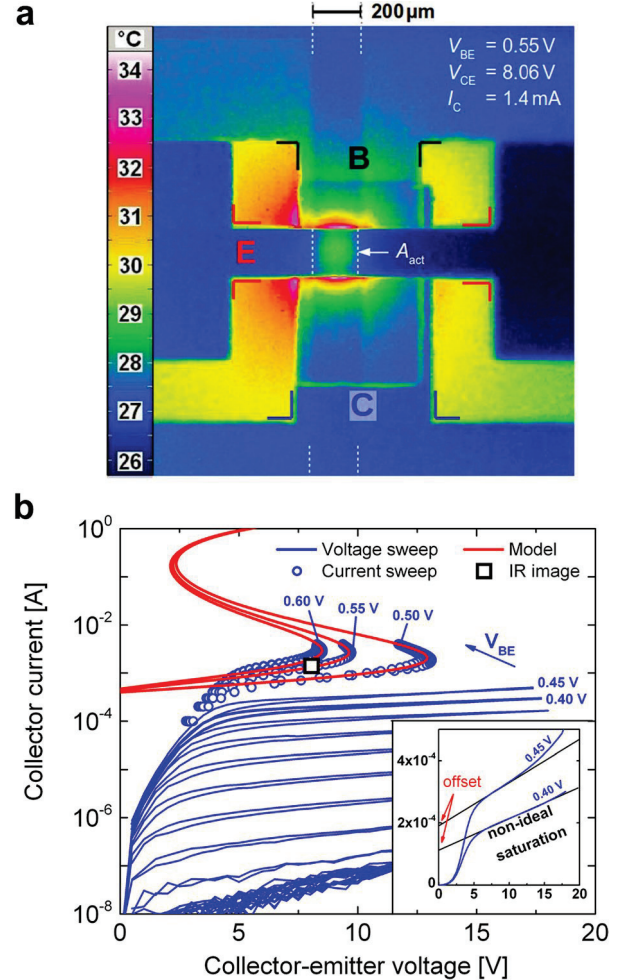 a
200 µm
°C
34
33
32
31
30
29
28
27
26
V_BE = 0.55 V
V_CE = 8.06 V
I_C = 1.4 mA
B
E
A_act
C
b
Collector current [A]
10^0
10^-2
10^-4
10^-6
10^-8
Voltage sweep
Current sweep
Model
IR image
0.60 V
0.55 V
0.50 V
V_BE
0.45 V
0.40 V
4x10^-4
2x10^-4
0
offset
0.45 V
0.40 V
non-ideal
saturation
0 5 10 15 20
0 5 10 15 20
Collector-emitter voltage [V]